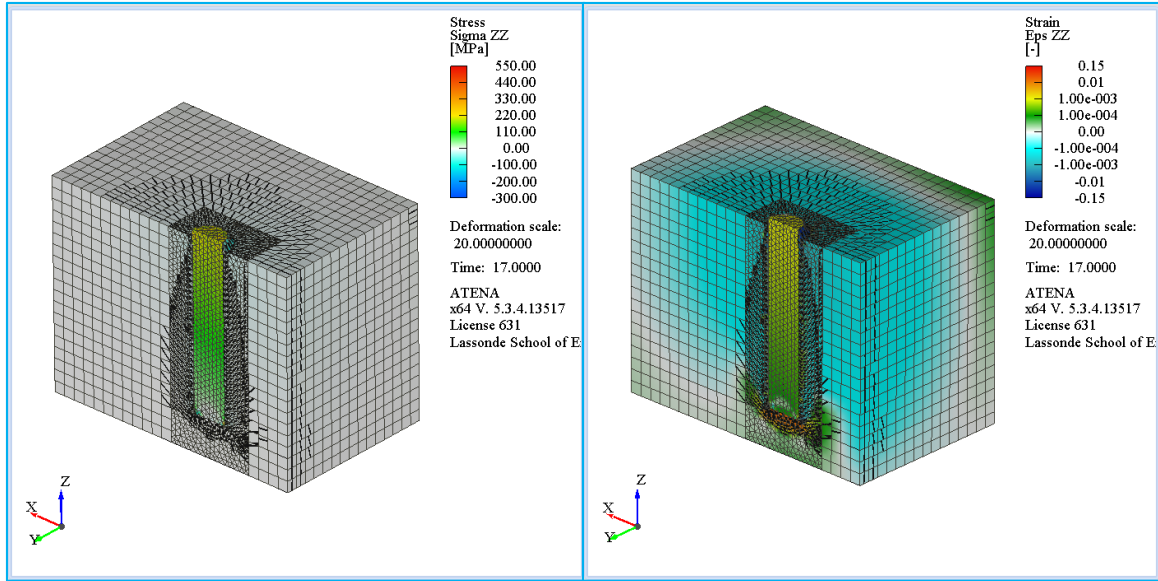 Stress
Sigma ZZ
[MPa]
550.00
440.00
330.00
220.00
110.00
0.00
-100.00
-200.00
-300.00
Deformation scale:
20.00000000
Time: 17.0000
ATENA
x64 V. 5.3.4.13517
License 631
Lassonde School of E
X
Y
Z
Strain
Eps ZZ
[-]
0.15
0.01
1.00e-003
1.00e-004
0.00
-1.00e-004
-1.00e-003
-0.01
-0.15
Deformation scale:
20.00000000
Time: 17.0000
ATENA
x64 V. 5.3.4.13517
License 631
Lassonde School of E
X
Y
Z